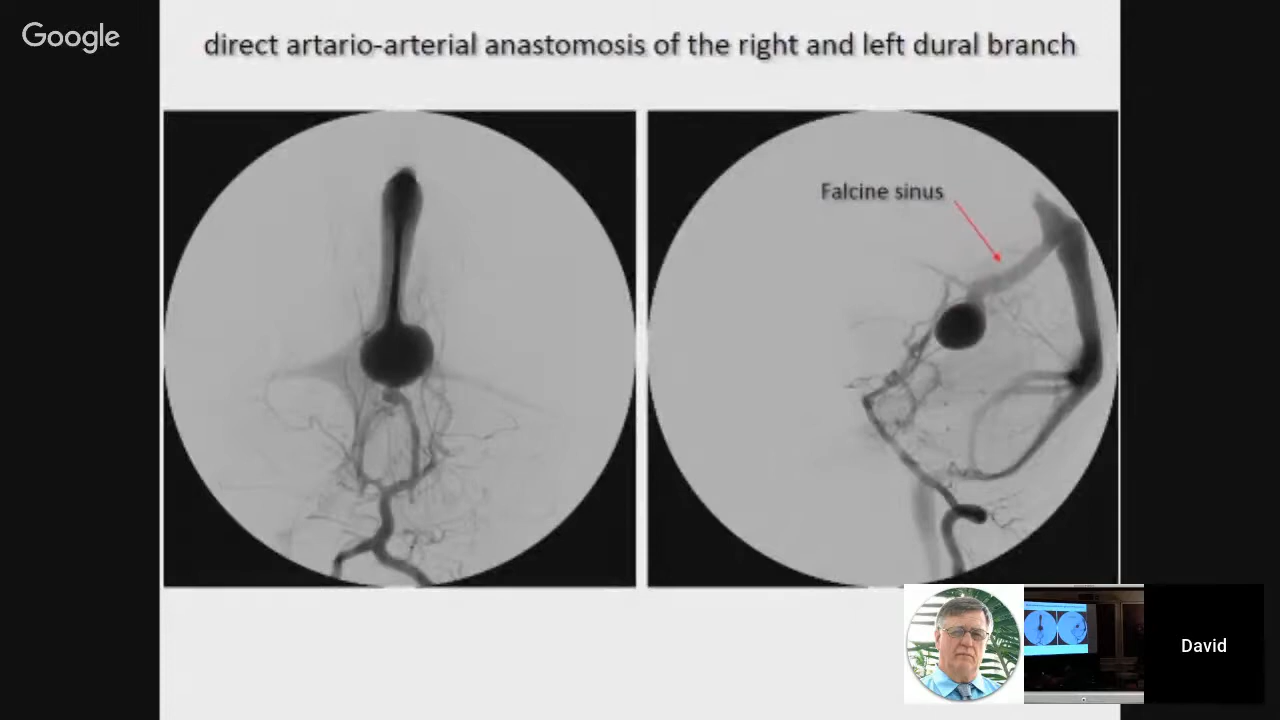 Google
direct artario-arterial anastomosis of the right and left dural branch
Falcine sinus
David